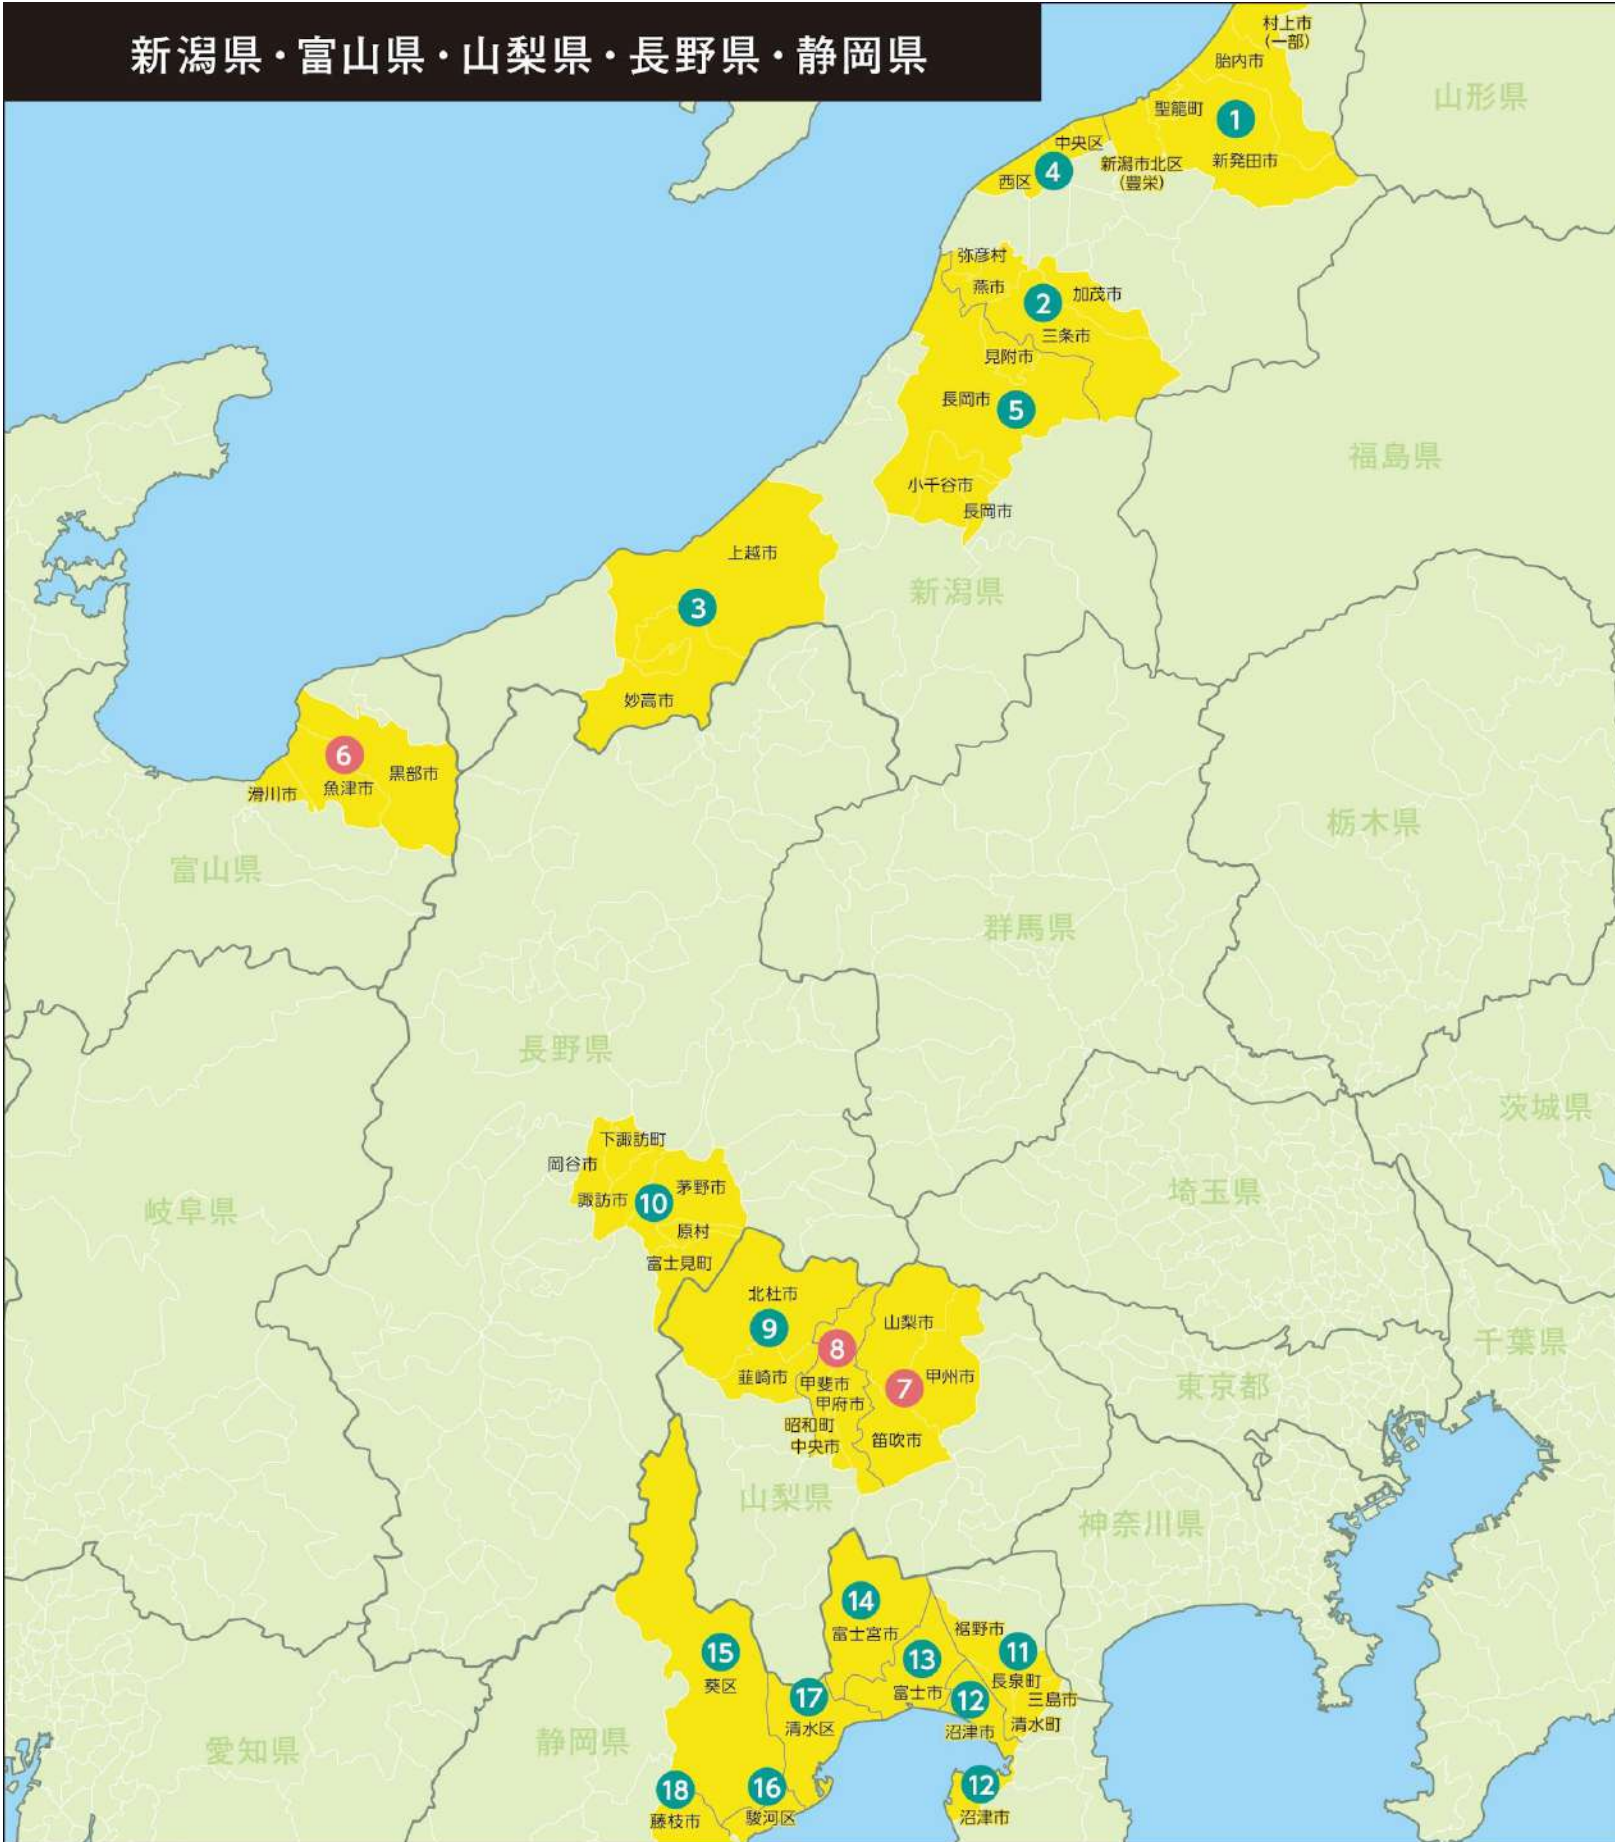 新潟県・富山県・山梨県・長野県・静岡県
村上市
(一部)
胎内市
山形県
聖籠町
1
中央区
新潟市北区
(豊栄)
新発田市
4
西区
弥彦村
燕市
2
加茂市
三条市
見附市
長岡市
5
福島県
小千谷市
長岡市
上越市
新潟県
3
妙高市
6
黒部市
滑川市
魚津市
富山県
栃木県
群馬県
長野県
茨城県
下諏訪町
岡谷市
茅野市
諏訪市
10
埼玉県
岐阜県
原村
富士見町
北杜市
9
山梨市
8
千葉県
韮崎市
甲斐市
7
甲州市
東京都
甲府市
昭和町
中央市
笛吹市
山梨県
神奈川県
14
富士宮市
裾野市
11
15
葵区
13
富士市
長泉町
三島市
17
清水区
12
沼津市
清水町
静岡県
愛知県
18
藤枝市
16
駿河区
12
沼津市